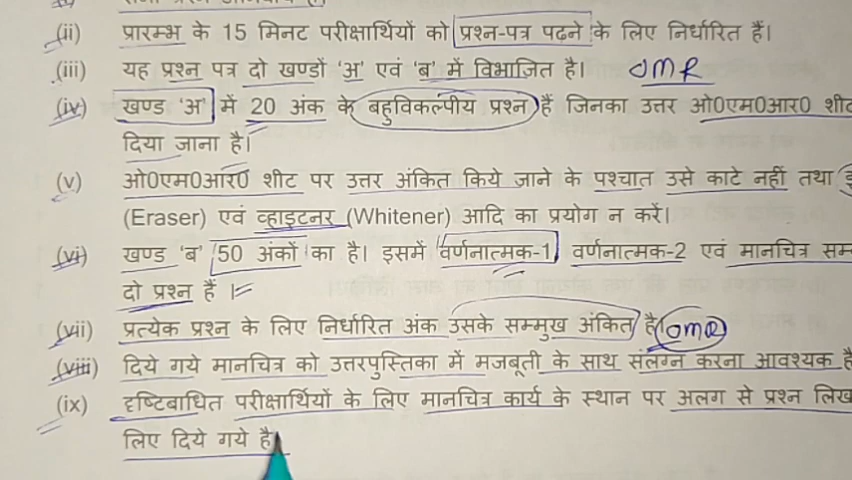 (ii) प्रारम्भ के 15 मिनट परीक्षार्थियों को प्रश्न-पत्र पढ़ने के लिए निर्धारित हैं।
(iii) यह प्रश्न पत्र दो खण्डों 'अ' एवं 'ब' में विभाजित है। OMR
(iv) खण्ड 'अ' में 20 अंक के बहुविकल्पीय प्रश्न हैं जिनका उत्तर ओ0एम0आर0 शीट
दिया जाना है।
(v) ओ0एम0आर0 शीट पर उत्तर अंकित किये जाने के पश्चात उसे काटे नहीं तथा
(Eraser) एवं व्हाइटनर (Whitener) आदि का प्रयोग न करें।
(vi) खण्ड 'ब' 50 अंकों का है। इसमें वर्णनात्मक-1 वर्णनात्मक-2 एवं मानचित्र सम्ब
दो प्रश्न हैं ।
(vii) प्रत्येक प्रश्न के लिए निर्धारित अंक उसके सम्मुख अंकित है। OMR
(viii) दिये गये मानचित्र को उत्तरपुस्तिका में मजबूती के साथ संलग्न करना आवश्यक है
(ix) दृष्टिबाधित परीक्षार्थियों के लिए मानचित्र कार्य के स्थान पर अलग से प्रश्न लिख
लिए दिये गये है